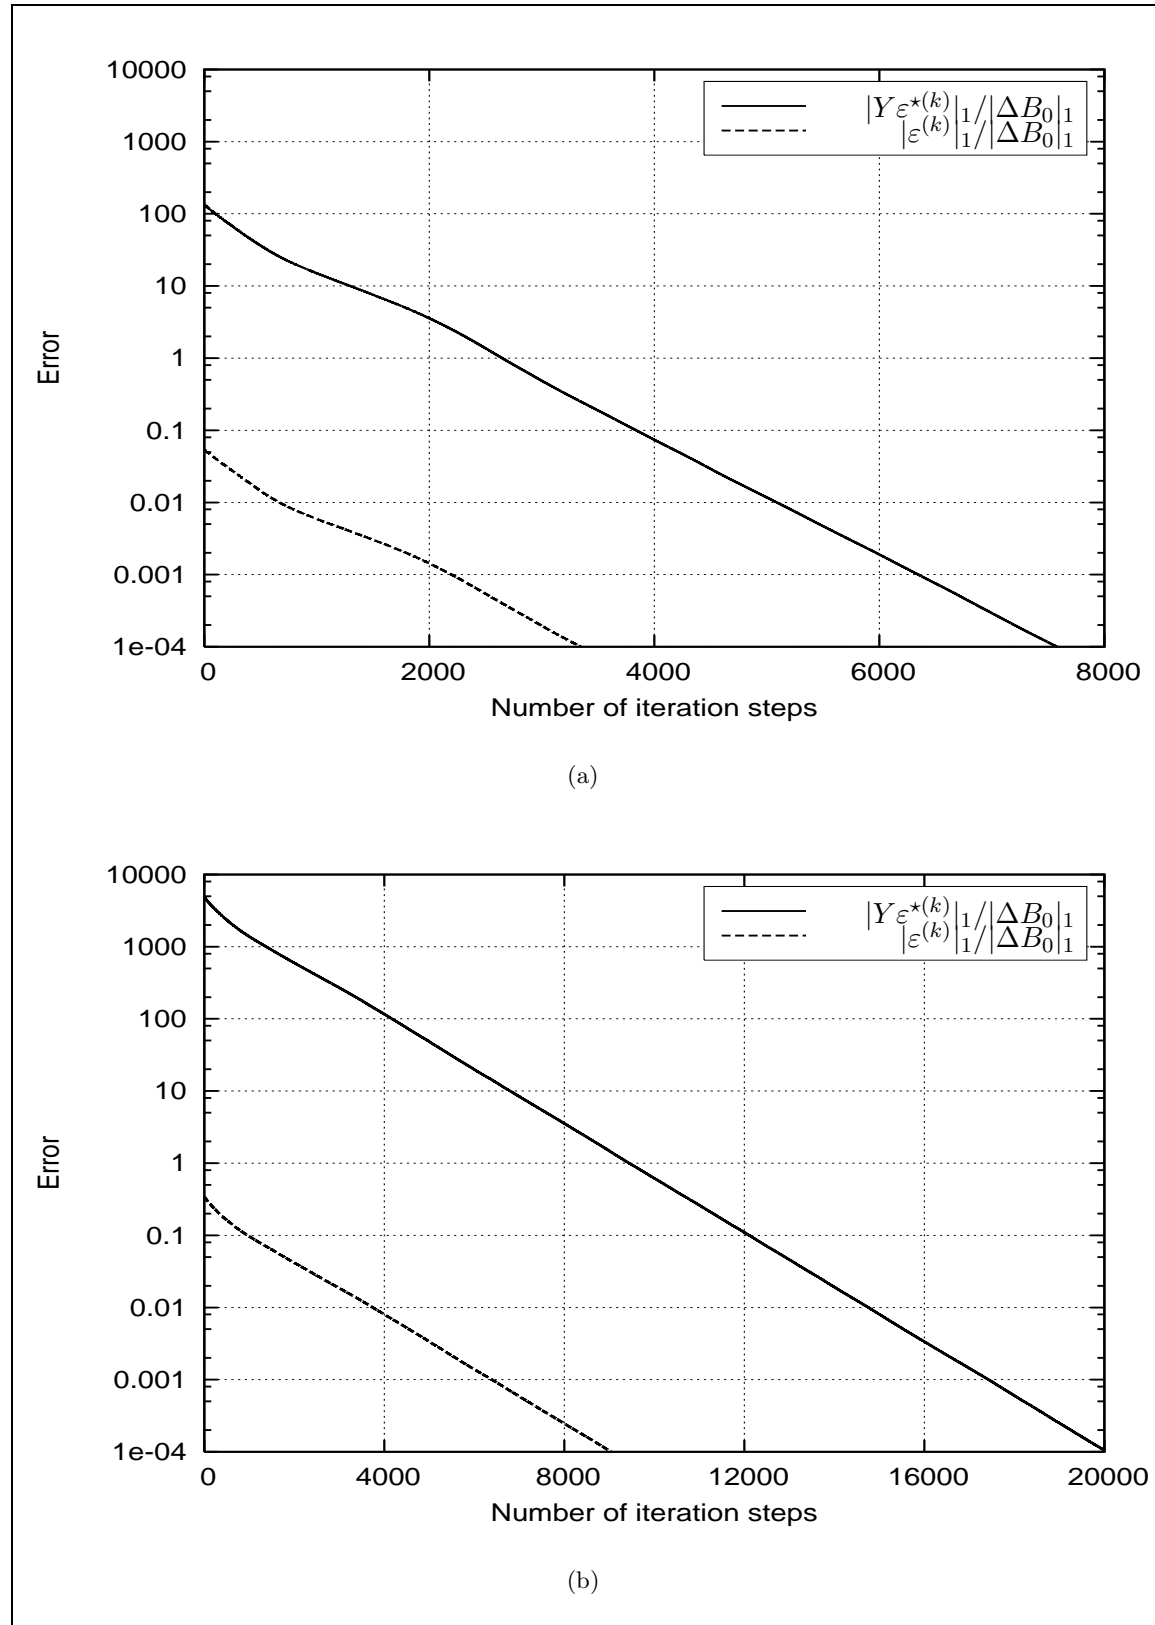 10000
1000
100
10
1
0.1
0.01
0.001
1e-04
Error
|Yε⋆(k)|1/|ΔB0|1
|ε(k)|1/|ΔB0|1
0 2000 4000 6000 8000
Number of iteration steps
(a)
10000
1000
100
10
1
0.1
0.01
0.001
1e-04
Error
|Yε⋆(k)|1/|ΔB0|1
|ε(k)|1/|ΔB0|1
0 4000 8000 12000 16000 20000
Number of iteration steps
(b)